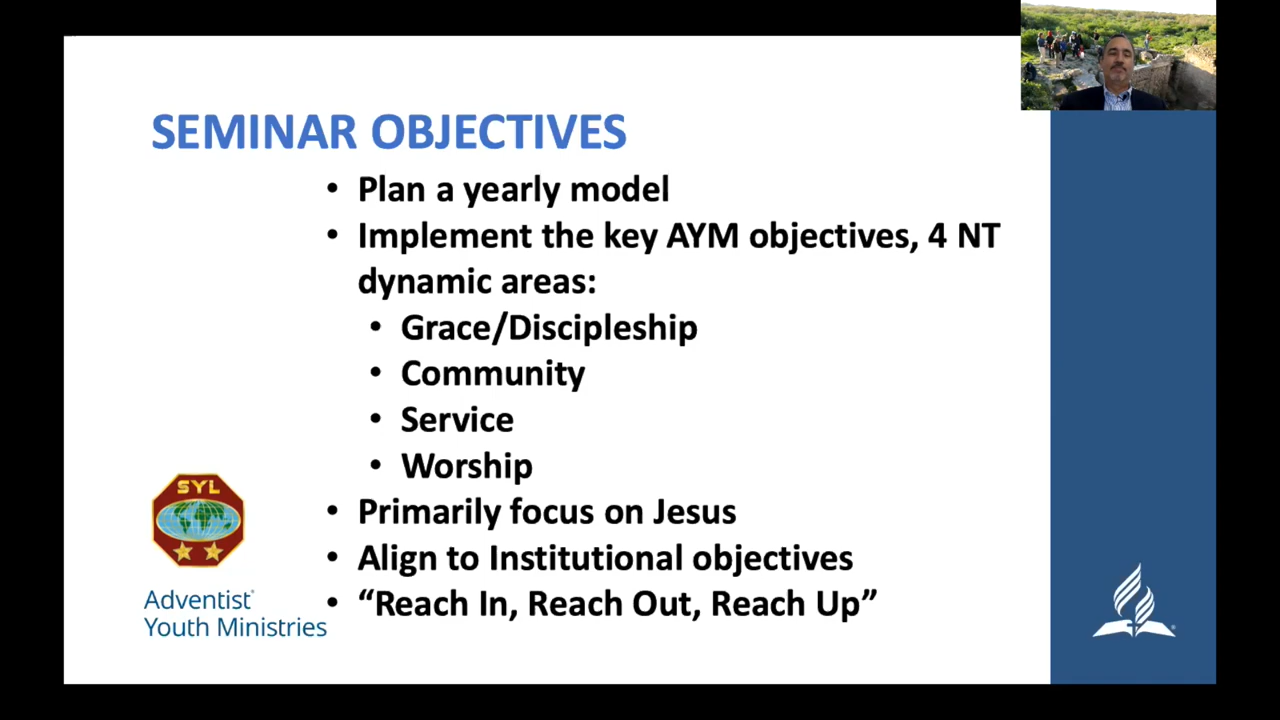 SEMINAR OBJECTIVES
• Plan a yearly model
• Implement the key AYM objectives, 4 NT
dynamic areas:
• Grace/Discipleship
• Community
• Service
• Worship
• Primarily focus on Jesus
• Align to Institutional objectives
• “Reach In, Reach Out, Reach Up”
SYL
Adventist®
Youth Ministries